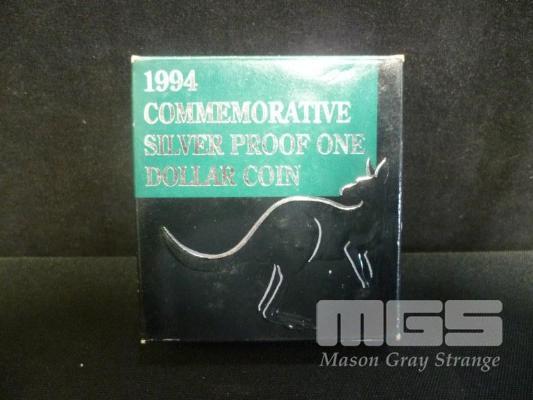 1994
COMMEMORATIVE
SILVER PROOF ONE
DOLLAR COIN
MGS
Mason Gray Strange